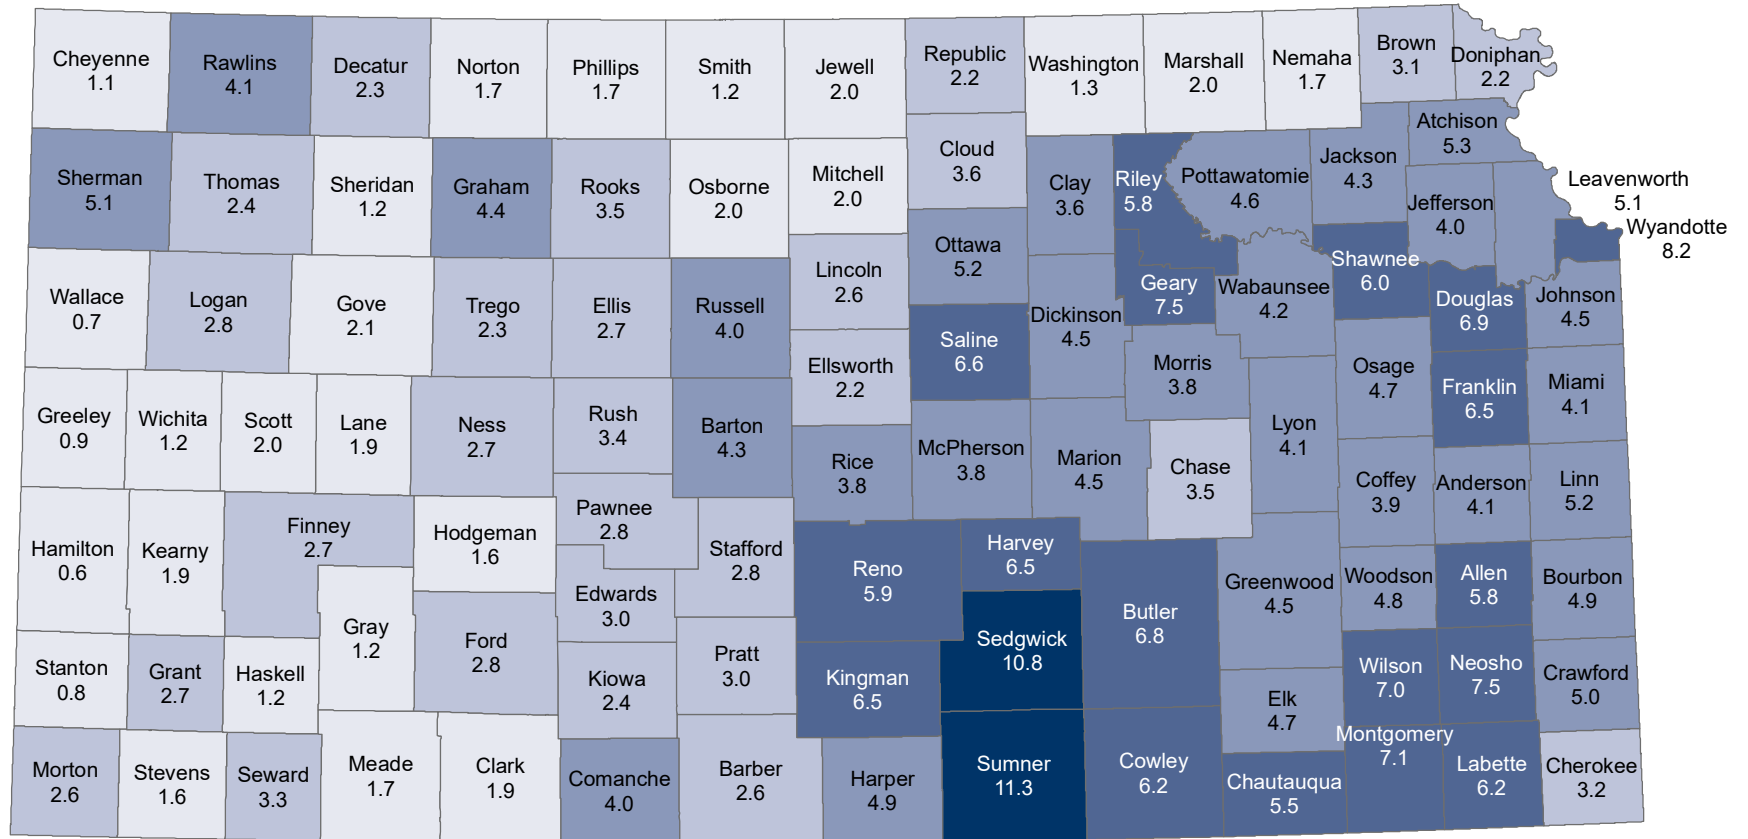 Cheyenne
1.1
Rawlins
4.1
Decatur
2.3
Norton
1.7
Phillips
1.7
Smith
1.2
Jewell
2.0
Republic
2.2
Washington
1.3
Marshall
2.0
Nemaha
1.7
Brown
3.1
Doniphan
2.2
Sherman
5.1
Thomas
2.4
Sheridan
1.2
Graham
4.4
Rooks
3.5
Osborne
2.0
Mitchell
2.0
Cloud
3.6
Clay
3.6
Riley
5.8
Pottawatomie
4.6
Jackson
4.3
Atchison
5.3
Jefferson
4.0
Leavenworth
5.1
Wyandotte
8.2
Wallace
0.7
Logan
2.8
Gove
2.1
Trego
2.3
Ellis
2.7
Russell
4.0
Lincoln
2.6
Ottawa
5.2
Saline
6.6
Dickinson
4.5
Geary
7.5
Wabaunsee
4.2
Shawnee
6.0
Douglas
6.9
Johnson
4.5
Greeley
0.9
Wichita
1.2
Scott
2.0
Lane
1.9
Ness
2.7
Rush
3.4
Barton
4.3
Ellsworth
2.2
Rice
3.8
McPherson
3.8
Marion
4.5
Morris
3.8
Chase
3.5
Lyon
4.1
Osage
4.7
Franklin
6.5
Miami
4.1
Coffey
3.9
Anderson
4.1
Linn
5.2
Hamilton
0.6
Kearny
1.9
Finney
2.7
Hodgeman
1.6
Pawnee
2.8
Stafford
2.8
Edwards
3.0
Gray
1.2
Ford
2.8
Reno
5.9
Harvey
6.5
Sedgwick
10.8
Butler
6.8
Greenwood
4.5
Woodson
4.8
Allen
5.8
Bourbon
4.9
Stanton
0.8
Grant
2.7
Haskell
1.2
Kiowa
2.4
Pratt
3.0
Kingman
6.5
Elk
4.7
Wilson
7.0
Neosho
7.5
Crawford
5.0
Morton
2.6
Stevens
1.6
Seward
3.3
Meade
1.7
Clark
1.9
Comanche
4.0
Barber
2.6
Harper
4.9
Sumner
11.3
Cowley
6.2
Chautauqua
5.5
Montgomery
7.1
Labette
6.2
Cherokee
3.2